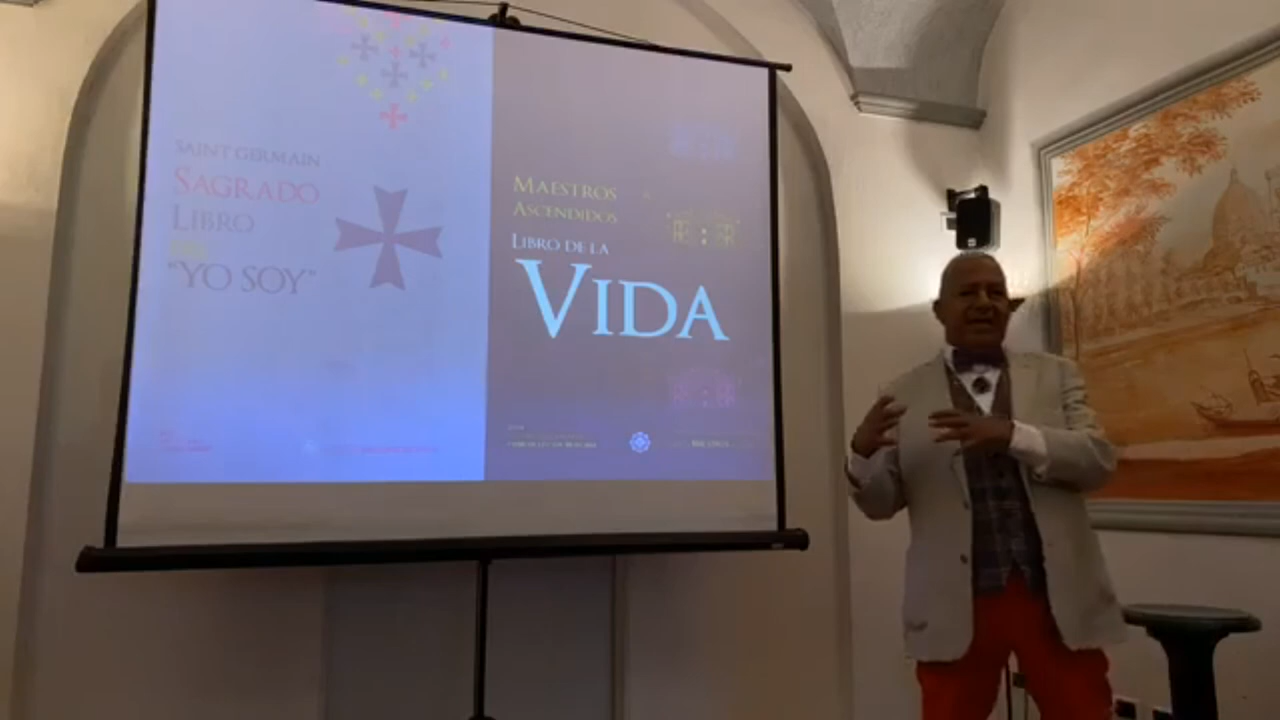 SAINT GERMAIN
SAGRADO
LIBRO
"YO SOY"
MAESTROS
ASCENDIDOS
LIBRO DE LA
VIDA